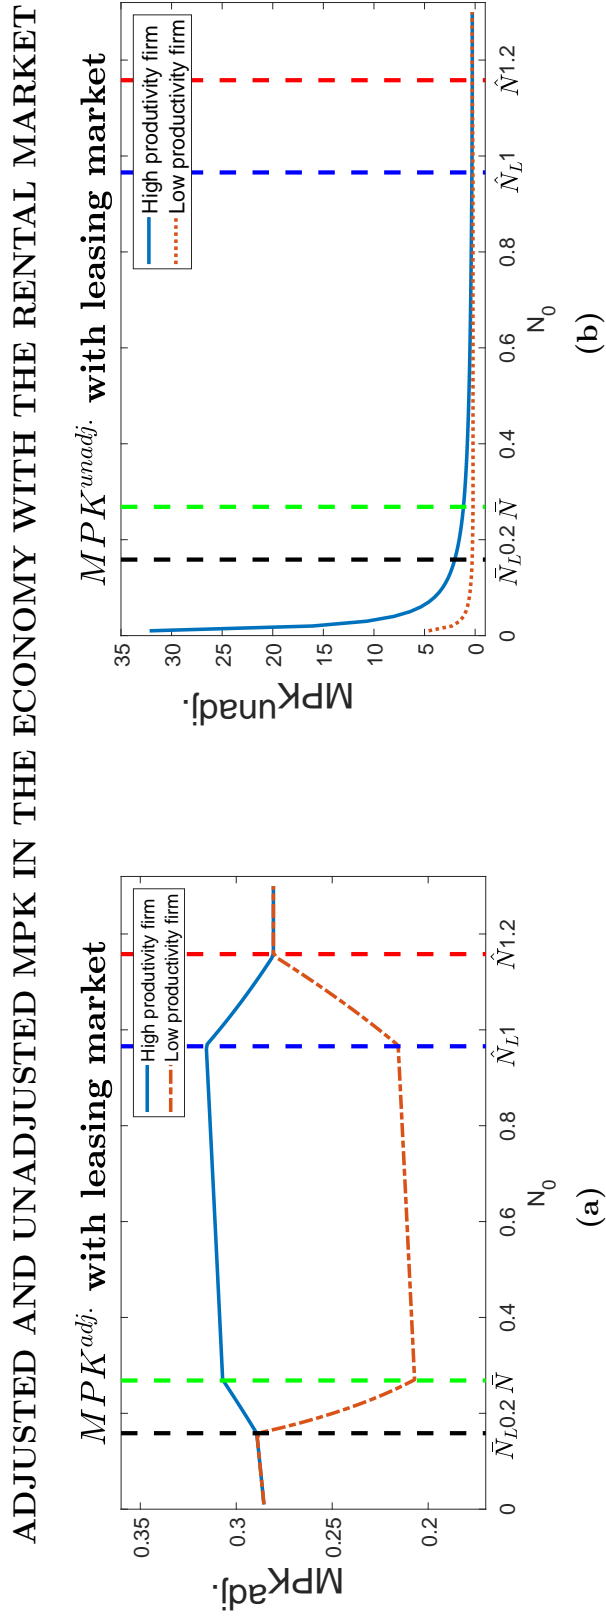 ADJUSTED AND UNADJUSTED MPK IN THE ECONOMY WITH THE RENTAL MARKET
MPK^{adj.} with leasing market
High produtivity firm
Low productivity firm
0.35
0.3
0.25
0.2
MPK^{adj.}
0 N̄_L 0.2 N̄ 0.4 0.6 0.8 N̂_L 1 N̂ 1.2
N_0
(a)
MPK^{unadj.} with leasing market
High produtivity firm
Low productivity firm
35
30
25
20
15
10
5
0
MPK^{unadj.}
0 N̄_L 0.2 N̄ 0.4 0.6 0.8 N̂_L 1 N̂ 1.2
N_0
(b)